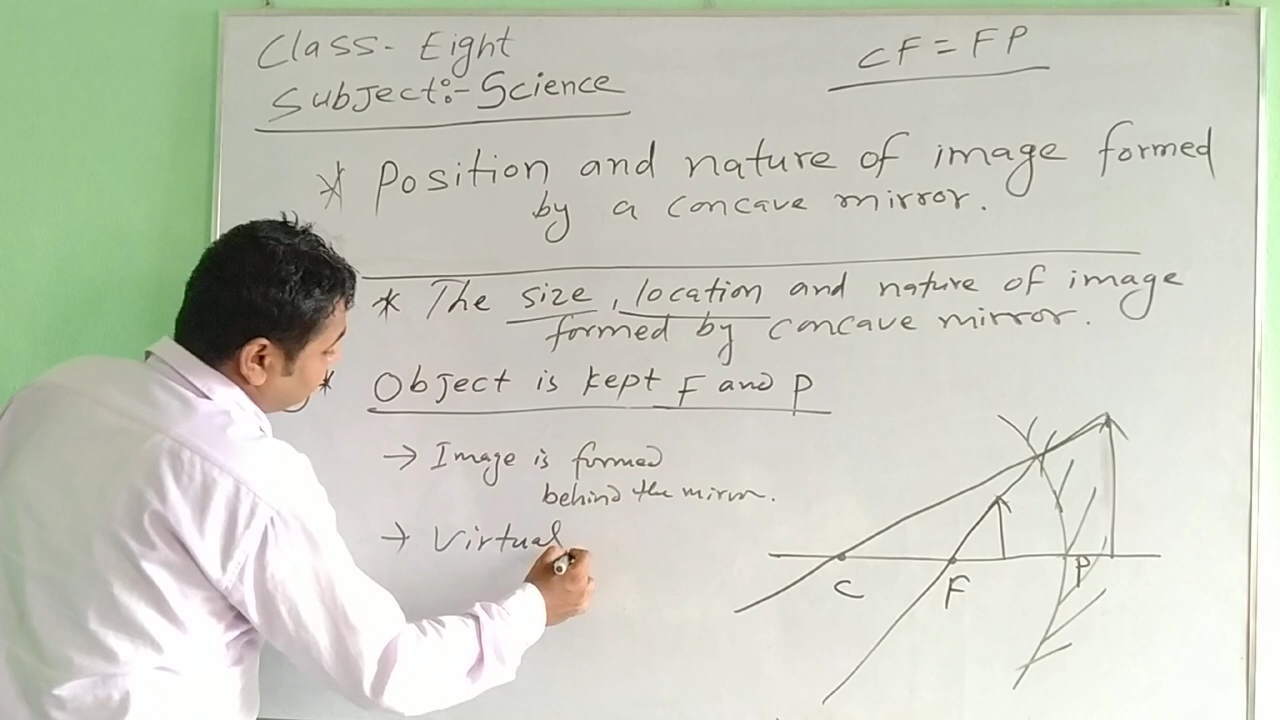 Class- Eight
Subject:- Science
CF = FP
* Position and nature of image formed
by a concave mirror.
* The size, location and nature of image
formed by concave mirror.
* Object is kept F and P
→ Image is formed
behind the mirror.
→ Virtual
C F P